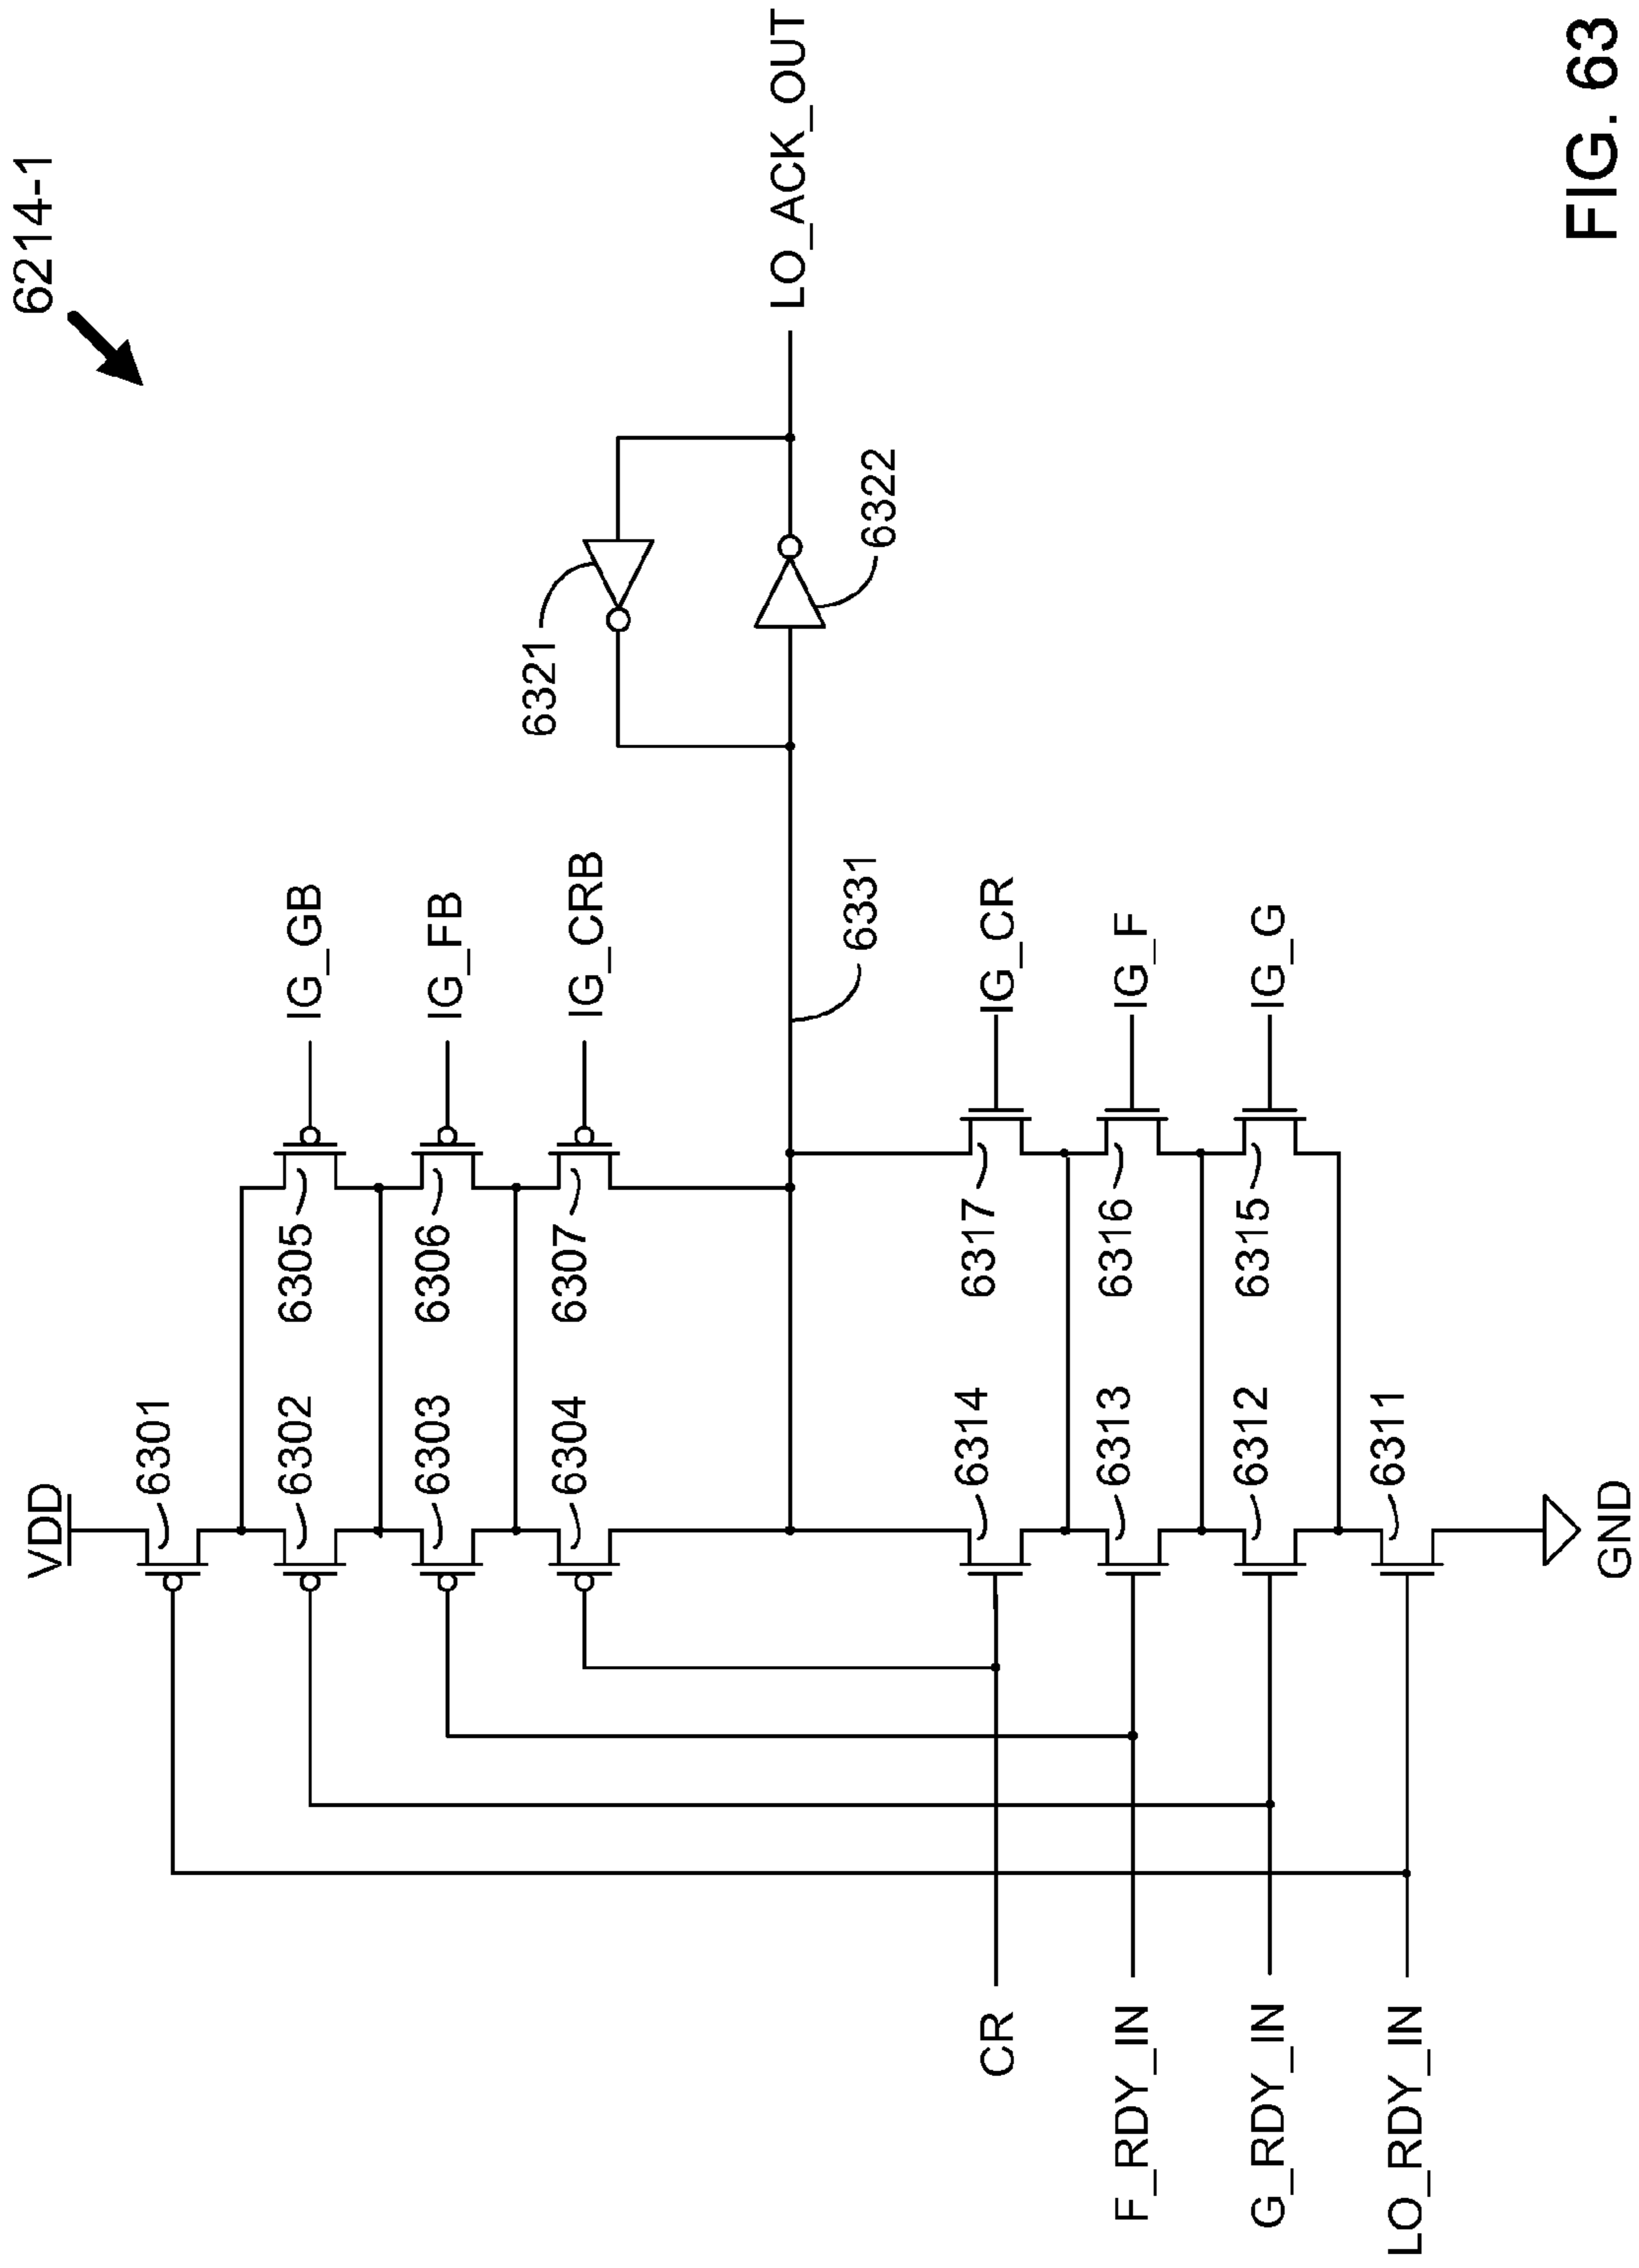 6214-1
VDD
6301
6302
6303
6304
6305
6306
6307
IG_GB
IG_FB
IG_CRB
6321
6322
LO_ACK_OUT
6331
6314
6313
6312
6311
6317
6316
6315
IG_CR
IG_F
IG_G
CR
F_RDY_IN
G_RDY_IN
LO_RDY_IN
GND
FIG. 63